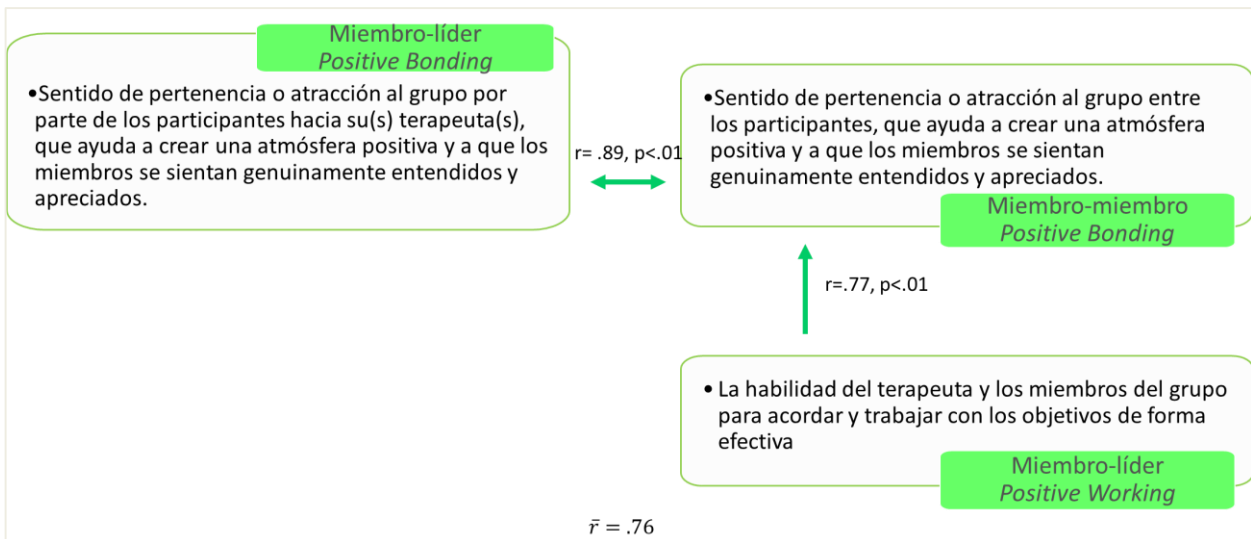 Miembro-líder
Positive Bonding
•Sentido de pertenencia o atracción al grupo por
parte de los participantes hacia su(s) terapeuta(s),
que ayuda a crear una atmósfera positiva y a que los
miembros se sientan genuinamente entendidos y
apreciados.
r= .89, p<.01
•Sentido de pertenencia o atracción al grupo entre
los participantes, que ayuda a crear una atmósfera
positiva y a que los miembros se sientan
genuinamente entendidos y apreciados.
Miembro-miembro
Positive Bonding
r=.77, p<.01
• La habilidad del terapeuta y los miembros del grupo
para acordar y trabajar con los objetivos de forma
efectiva
Miembro-líder
Positive Working
r̄ = .76